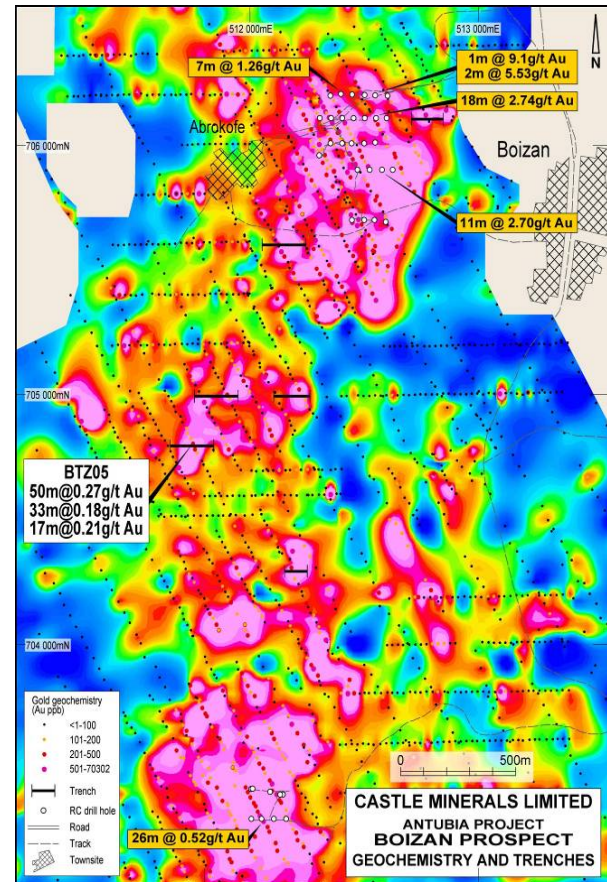 512 000mE
513 000mE
N
7m @ 1.26g/t Au
1m @ 9.1g/t Au
2m @ 5.53g/t Au
18m @ 2.74g/t Au
Abrokofe
706 000mN
Boizan
11m @ 2.70g/t Au
705 000mN
BTZ05
50m@0.27g/t Au
33m@0.18g/t Au
17m@0.21g/t Au
704 000mN
Gold geochemistry
(Au ppb)
<1-100
101-200
201-500
501-70302
Trench
RC drill hole
Road
Track
Townsite
0 500m
26m @ 0.52g/t Au
CASTLE MINERALS LIMITED
ANTUBIA PROJECT
BOIZAN PROSPECT
GEOCHEMISTRY AND TRENCHES